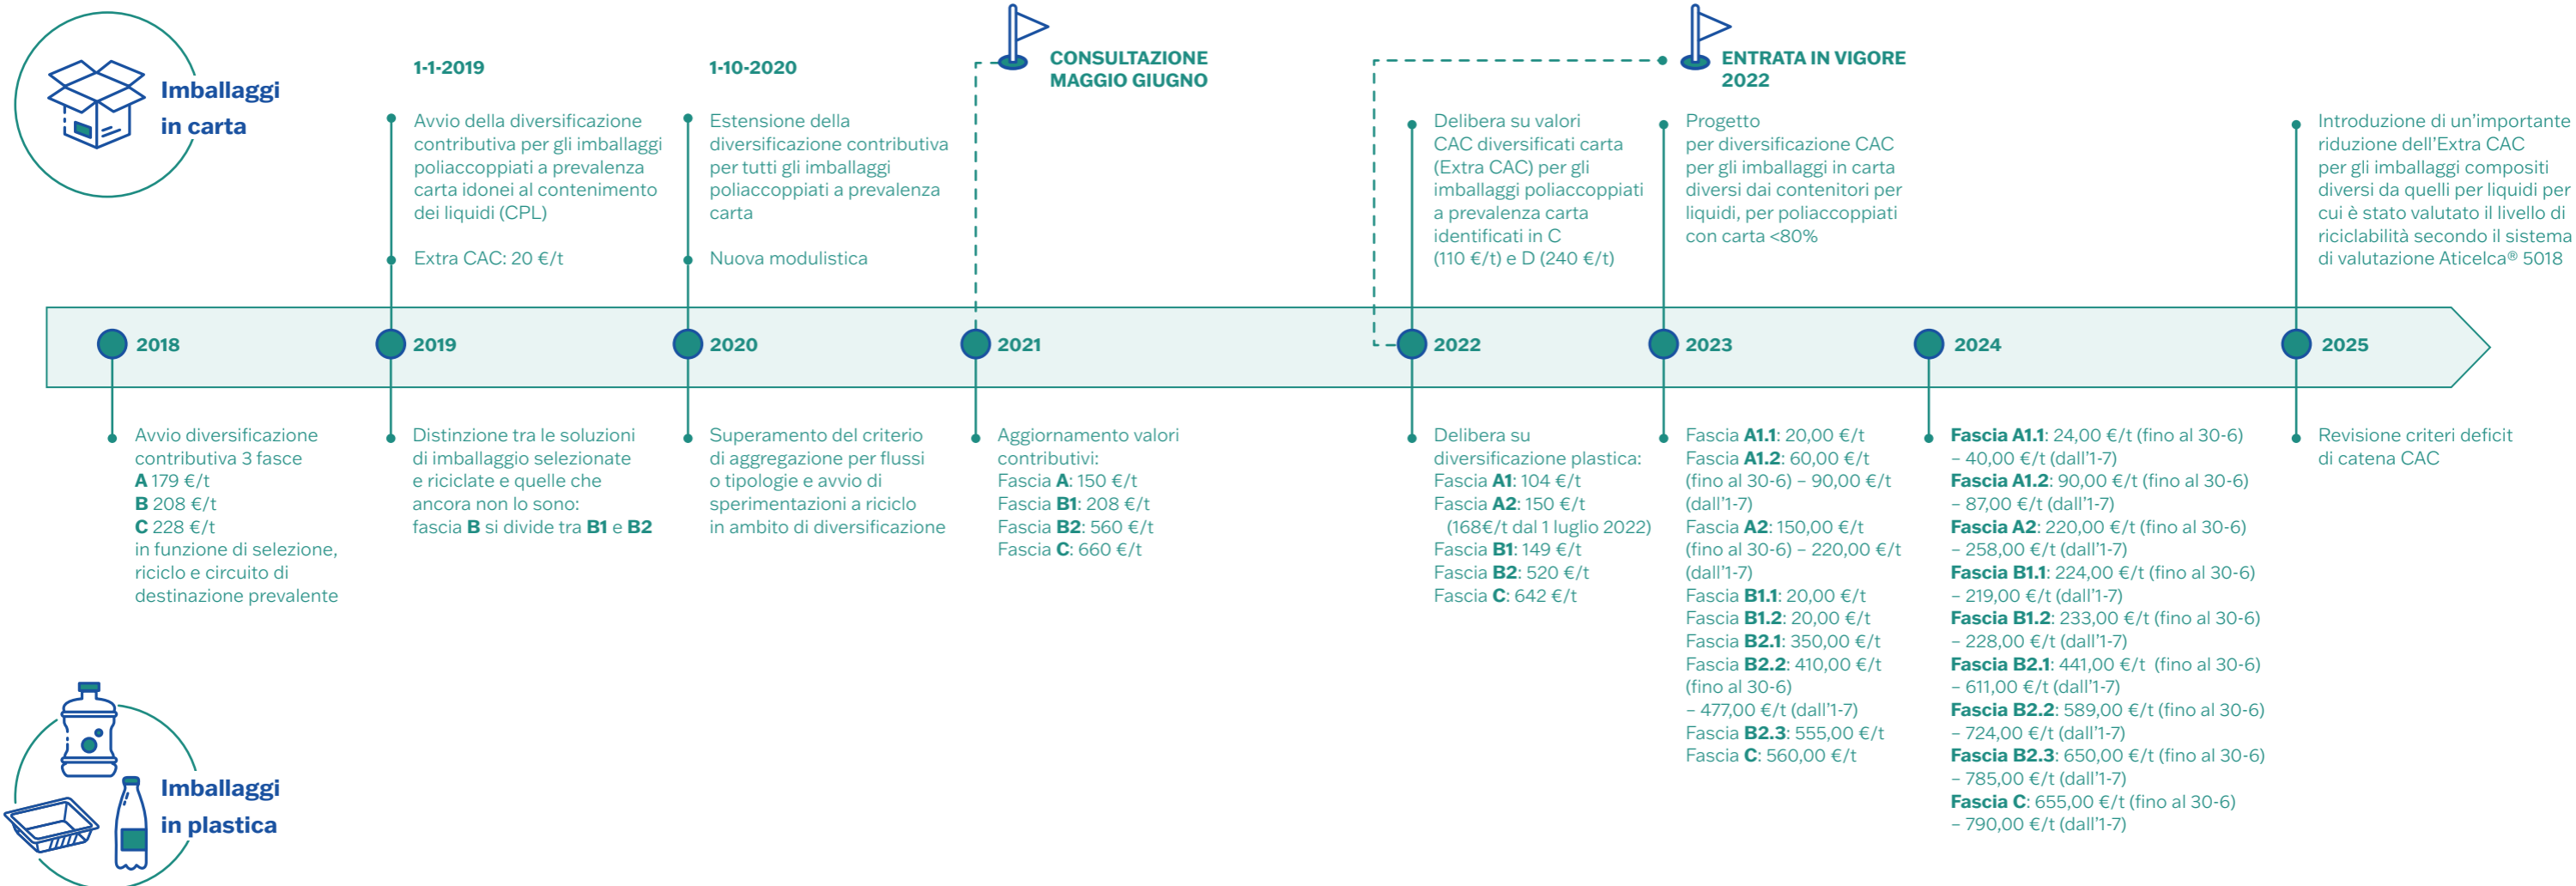 Imballaggi
in carta
1-1-2019
Avvio della diversificazione
contributiva per gli imballaggi
poliaccoppiati a prevalenza
carta idonei al contenimento
dei liquidi (CPL)
Extra CAC: 20 €/t
1-10-2020
Estensione della
diversificazione contributiva
per tutti gli imballaggi
poliaccoppiati a prevalenza
carta
Nuova modulistica
CONSULTAZIONE
MAGGIO GIUGNO
Delibera su valori
CAC diversificati carta
(Extra CAC) per gli
imballaggi poliaccoppiati
a prevalenza carta
identificati in C
(110 €/t) e D (240 €/t)
ENTRATA IN VIGORE
2022
Progetto
per diversificazione CAC
per gli imballaggi in carta
diversi dai contenitori per
liquidi, per poliaccoppiati
con carta <80%
Introduzione di un'importante
riduzione dell'Extra CAC
per gli imballaggi compositi
diversi da quelli per liquidi per
cui è stato valutato il livello di
riciclabilità secondo il sistema
di valutazione Aticelca® 5018
2018
2019
2020
2021
2022
2023
2024
2025
Avvio diversificazione
contributiva 3 fasce
A 179 €/t
B 208 €/t
C 228 €/t
in funzione di selezione,
riciclo e circuito di
destinazione prevalente
Distinzione tra le soluzioni
di imballaggio selezionate
e riciclate e quelle che
ancora non lo sono:
fascia B si divide tra B1 e B2
Superamento del criterio
di aggregazione per flussi
o tipologie e avvio di
sperimentazioni a riciclo
in ambito di diversificazione
Aggiornamento valori
contributivi:
Fascia A: 150 €/t
Fascia B1: 208 €/t
Fascia B2: 560 €/t
Fascia C: 660 €/t
Delibera su
diversificazione plastica:
Fascia A1: 104 €/t
Fascia A2: 150 €/t
(168€/t dal 1 luglio 2022)
Fascia B1: 149 €/t
Fascia B2: 520 €/t
Fascia C: 642 €/t
Fascia A1.1: 20,00 €/t
Fascia A1.2: 60,00 €/t
(fino al 30-6) – 90,00 €/t
(dall'1-7)
Fascia A2: 150,00 €/t
(fino al 30-6) – 220,00 €/t
(dall'1-7)
Fascia B1.1: 20,00 €/t
Fascia B1.2: 20,00 €/t
Fascia B2.1: 350,00 €/t
Fascia B2.2: 410,00 €/t
(fino al 30-6)
– 477,00 €/t (dall'1-7)
Fascia B2.3: 555,00 €/t
Fascia C: 560,00 €/t
Fascia A1.1: 24,00 €/t (fino al 30-6)
– 40,00 €/t (dall'1-7)
Fascia A1.2: 90,00 €/t (fino al 30-6)
– 87,00 €/t (dall'1-7)
Fascia A2: 220,00 €/t (fino al 30-6)
– 258,00 €/t (dall'1-7)
Fascia B1.1: 224,00 €/t (fino al 30-6)
– 219,00 €/t (dall'1-7)
Fascia B1.2: 233,00 €/t (fino al 30-6)
– 228,00 €/t (dall'1-7)
Fascia B2.1: 441,00 €/t (fino al 30-6)
– 611,00 €/t (dall'1-7)
Fascia B2.2: 589,00 €/t (fino al 30-6)
– 724,00 €/t (dall'1-7)
Fascia B2.3: 650,00 €/t (fino al 30-6)
– 785,00 €/t (dall'1-7)
Fascia C: 655,00 €/t (fino al 30-6)
– 790,00 €/t (dall'1-7)
Revisione criteri deficit
di catena CAC
Imballaggi
in plastica